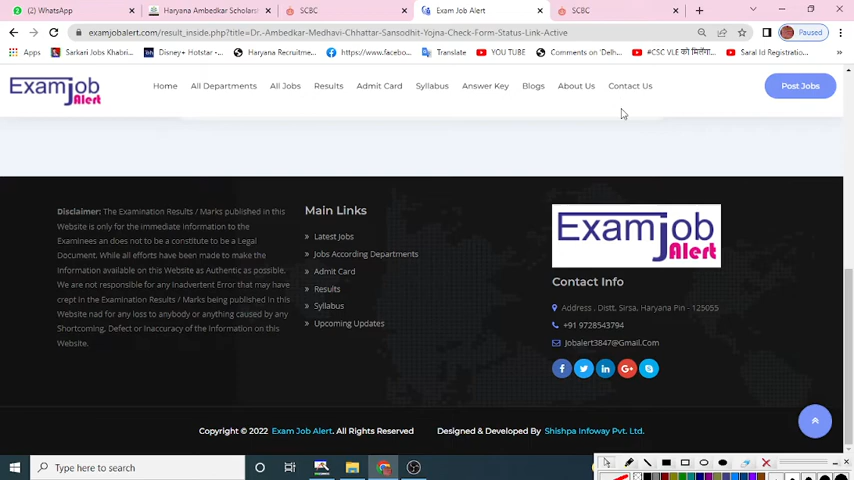 (2) WhatsApp
Haryana Ambedkar Scholarsh
SCBC
Exam Job Alert
SCBC
examjobalert.com/result_inside.php?title=Dr.-Ambedkar-Medhavi-Chhattar-Sansodhit-Yojna-Check-Form-Status-Link-Active
Paused
Apps
Sarkari Jobs Khabri...
Disney+ Hotstar -...
Haryana Recruitme...
https://www.facebo...
Translate
YOU TUBE
Comments on 'Delh...
#CSC VLE को मिलेगा...
Saral Id Registratio...
Examjob Alert
Home
All Departments
All Jobs
Results
Admit Card
Syllabus
Answer Key
Blogs
About Us
Contact Us
Post Jobs
Disclaimer: The Examination Results / Marks published in this
Website is only for the immediate Information to the
Examinees an does not to be a constitute to be a Legal
Document. While all efforts have been made to make the
Information available on this Website as Authentic as possible.
We are not responsible for any Inadvertent Error that may have
crept in the Examination Results / Marks being published in this
Website nad for any loss to anybody or anything caused by any
Shortcoming, Defect or Inaccuracy of the Information on this
Website.
Main Links
» Latest Jobs
» Jobs According Departments
» Admit Card
» Results
» Syllabus
» Upcoming Updates
Examjob Alert
Contact Info
Address . Distt. Sirsa, Haryana Pin - 125055
+91 9728543794
Jobalert3847@Gmail.Com
Copyright © 2022 Exam Job Alert. All Rights Reserved
Designed & Developed By Shishpa Infoway Pvt. Ltd.
Type here to search